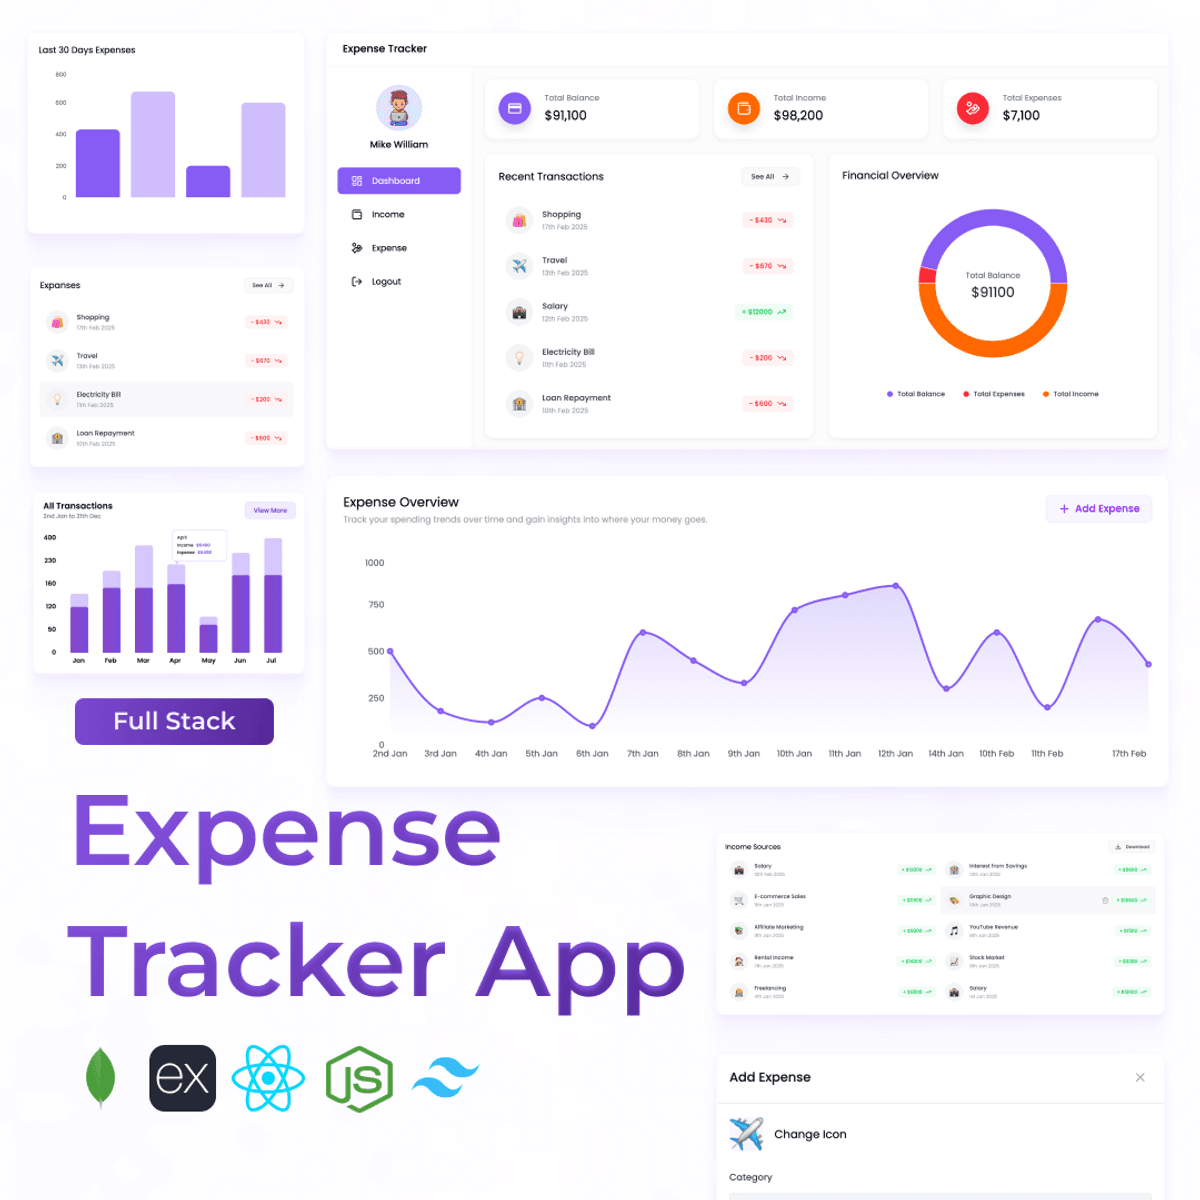 Last 30 Days Expenses
800
600
400
200
0
Expanses
See All
Shopping
17th Feb 2025
- $430
Travel
13th Feb 2025
- $670
Electricity Bill
11th Feb 2025
- $200
Loan Repayment
10th Feb 2025
- $600
All Transactions
2nd Jan to 21th Dec
View More
400
230
160
120
50
0
April
Income
Expense
Jan Feb Mar Apr May Jun Jul
Expense Tracker
Mike William
Dashboard
Income
Expense
Logout
Total Balance
$91,100
Total Income
$98,200
Total Expenses
$7,100
Recent Transactions
See All
Shopping
17th Feb 2025
- $430
Travel
13th Feb 2025
- $670
Salary
12th Feb 2025
+ $12000
Electricity Bill
11th Feb 2025
- $200
Loan Repayment
10th Feb 2025
- $600
Financial Overview
Total Balance
$91100
Total Balance Total Expenses Total Income
Expense Overview
Track your spending trends over time and gain insights into where your money goes.
+ Add Expense
1000
750
500
250
0
2nd Jan 3rd Jan 4th Jan 5th Jan 6th Jan 7th Jan 8th Jan 9th Jan 10th Jan 11th Jan 12th Jan 14th Jan 10th Feb 11th Feb 17th Feb
Full Stack
Expense
Tracker App
ex
JS
Income Sources
Download
Salary
12th Feb 2025
+ $12000
Interest from Savings
E-commerce Sales
Graphic Design
Affiliate Marketing
YouTube Revenue
Rental Income
Stock Market
Freelancing
Salary
Add Expense
Change Icon
Category